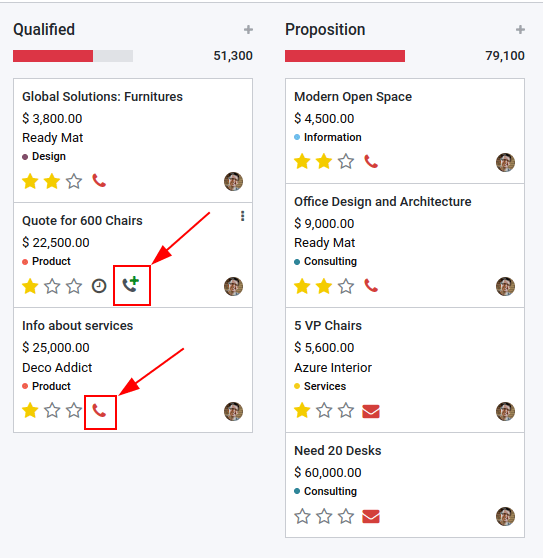 Qualified
51,300
Global Solutions: Furnitures
$ 3,800.00
Ready Mat
Design
Quote for 600 Chairs
$ 22,500.00
Product
Info about services
$ 25,000.00
Deco Addict
Product
Proposition
79,100
Modern Open Space
$ 4,500.00
Information
Office Design and Architecture
$ 9,000.00
Ready Mat
Consulting
5 VP Chairs
$ 5,600.00
Azure Interior
Services
Need 20 Desks
$ 60,000.00
Consulting